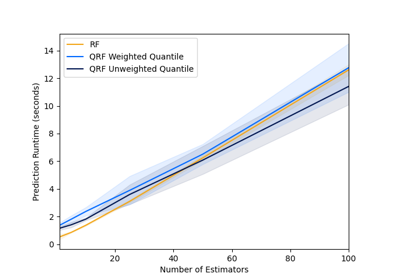 RF
QRF Weighted Quantile
QRF Unweighted Quantile
Prediction Runtime (seconds)
14
12
10
8
6
4
2
0
20 40 60 80 100
Number of Estimators